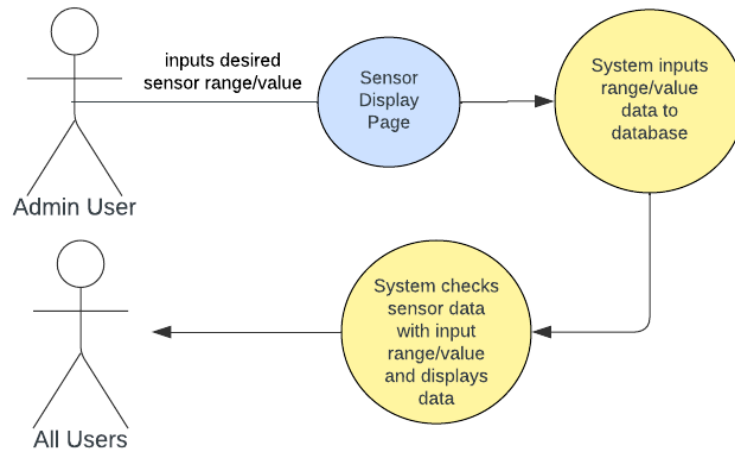 inputs desired
sensor range/value
Sensor
Display
Page
System inputs
range/value
data to
database
Admin User
System checks
sensor data
with input
range/value
and displays
data
All Users